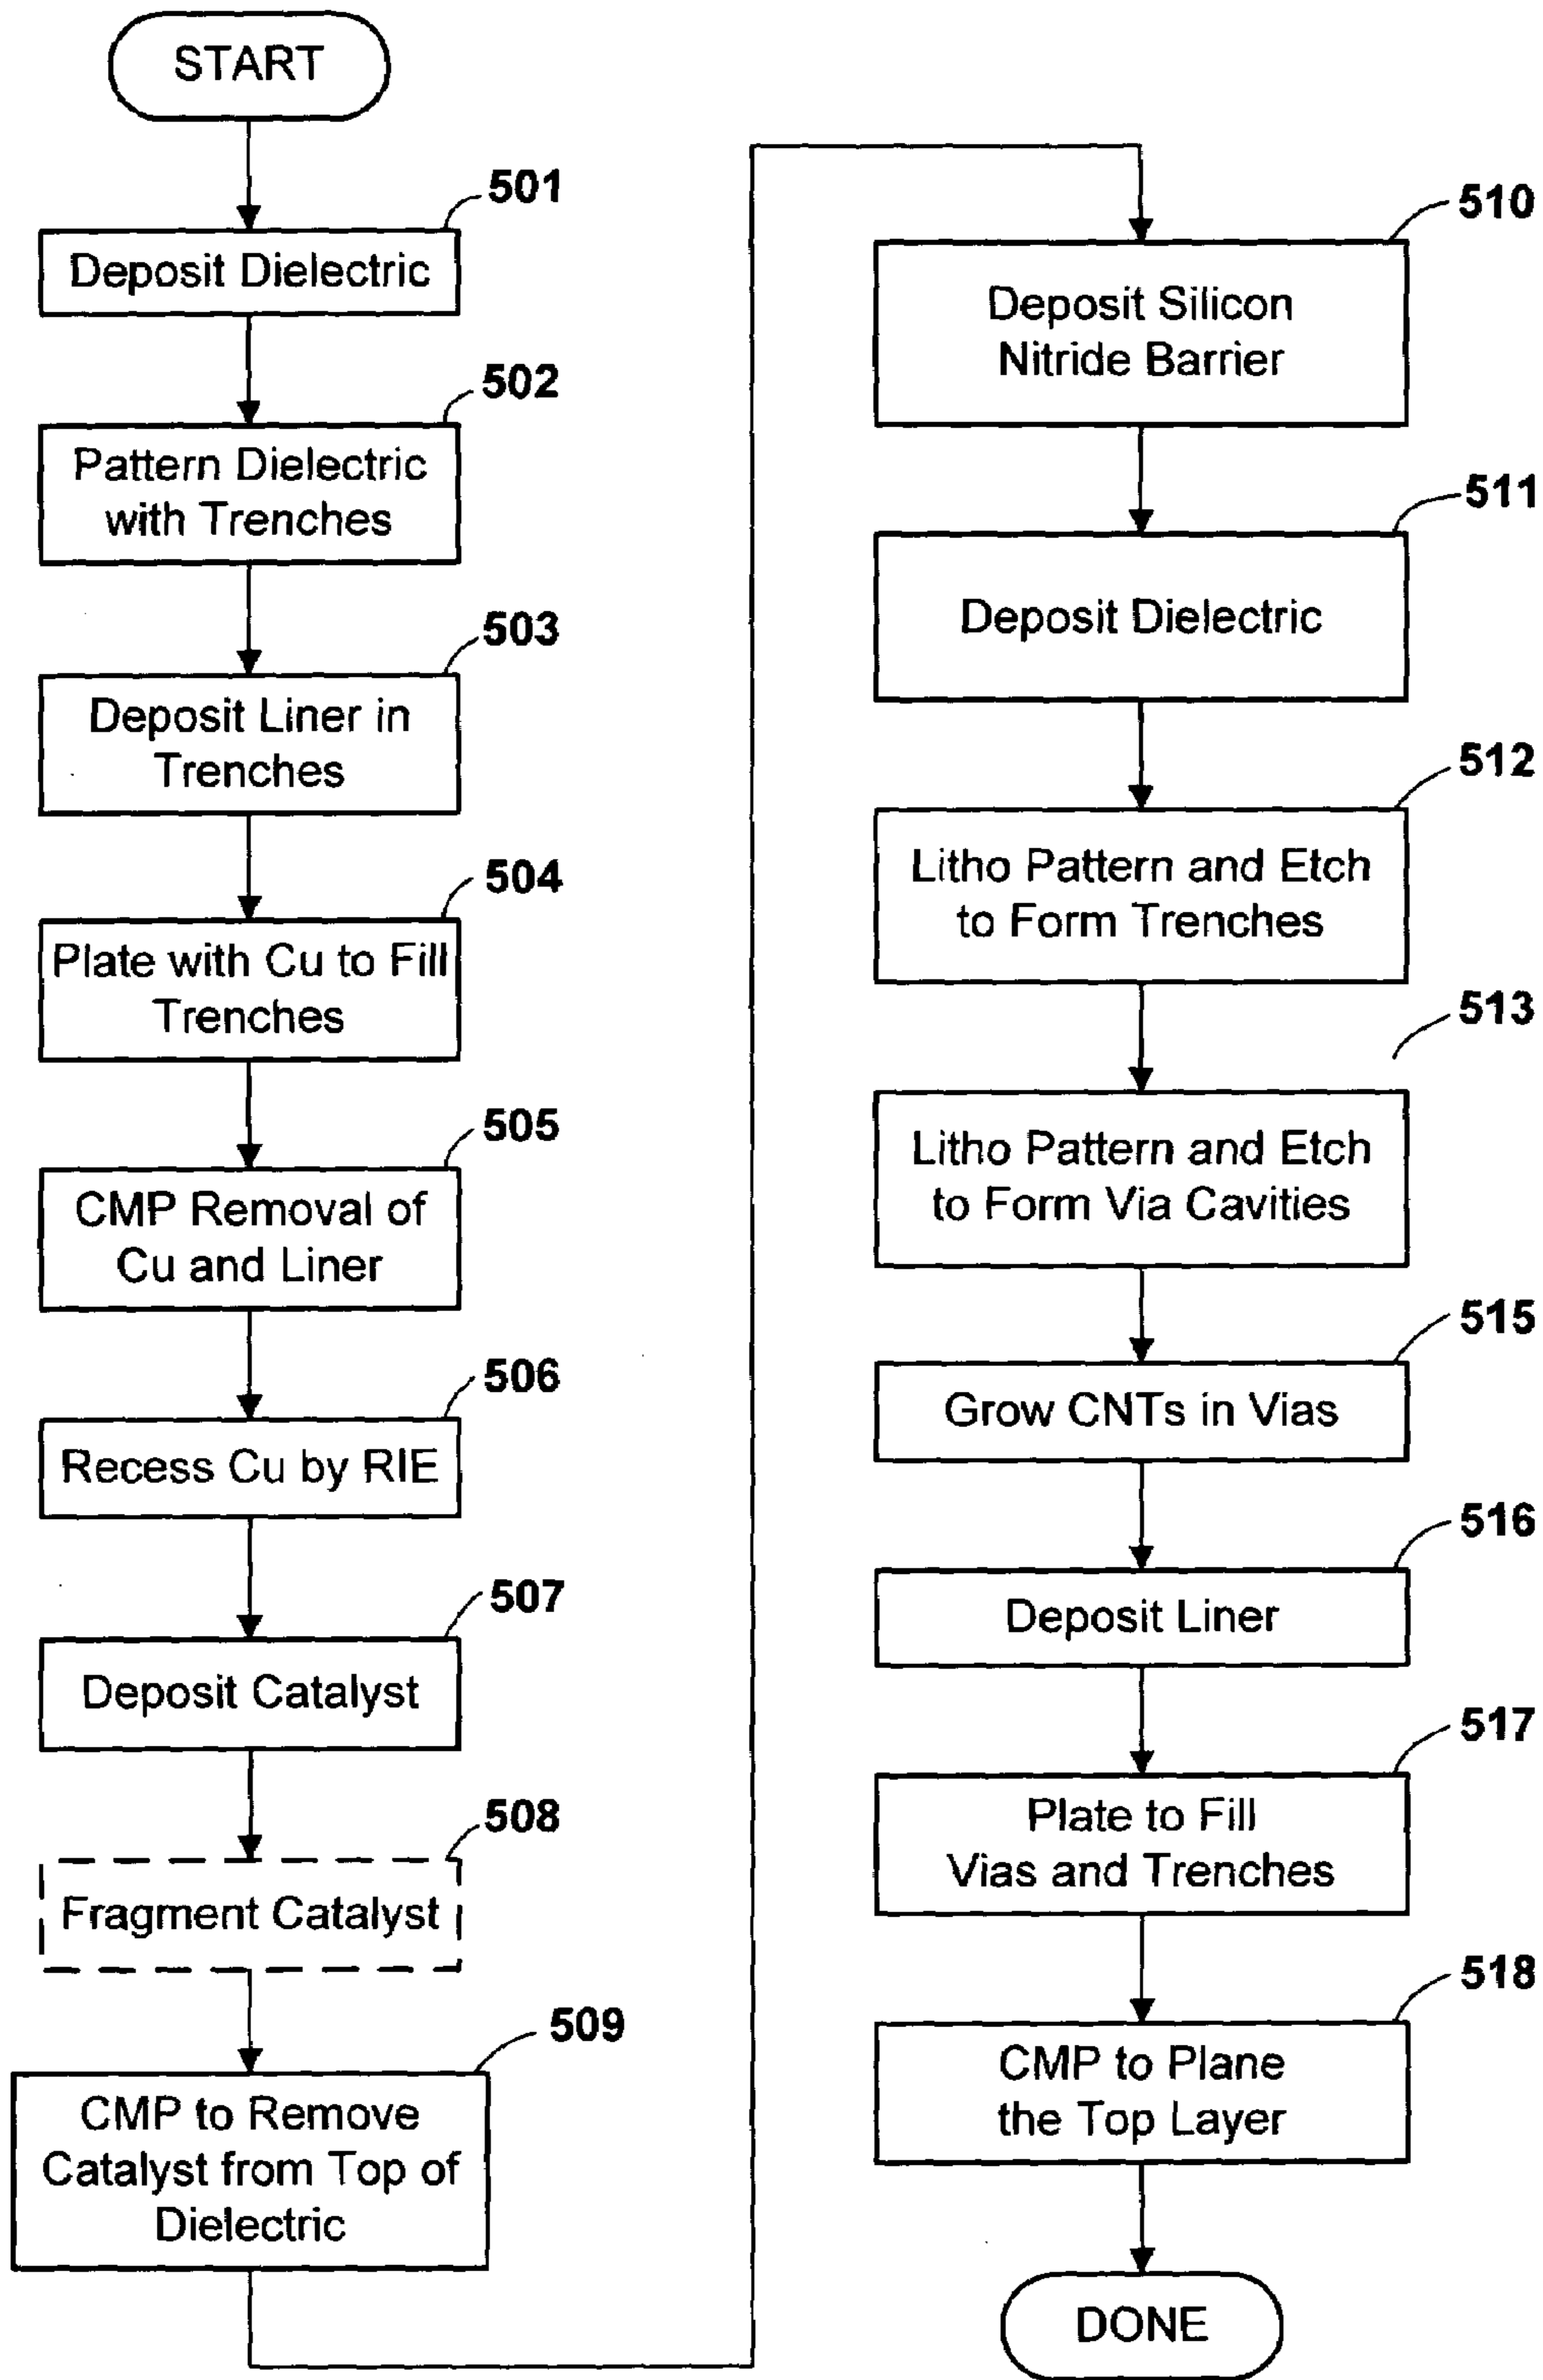 START
501
Deposit Dielectric
502
Pattern Dielectric
with Trenches
503
Deposit Liner in
Trenches
504
Plate with Cu to Fill
Trenches
505
CMP Removal of
Cu and Liner
506
Recess Cu by RIE
507
Deposit Catalyst
508
Fragment Catalyst
509
CMP to Remove
Catalyst from Top of
Dielectric
510
Deposit Silicon
Nitride Barrier
511
Deposit Dielectric
512
Litho Pattern and Etch
to Form Trenches
513
Litho Pattern and Etch
to Form Via Cavities
515
Grow CNTs in Vias
516
Deposit Liner
517
Plate to Fill
Vias and Trenches
518
CMP to Plane
the Top Layer
DONE